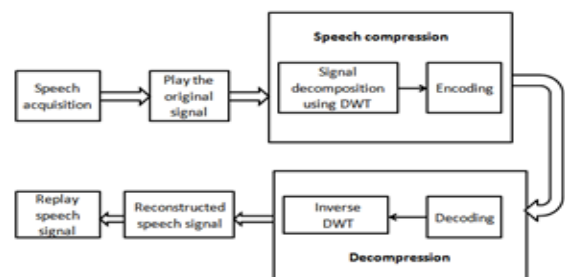 Speech compression
Speech
acquisition
Play the
original
signal
Signal
decomposition
using DWT
Encoding
Replay
speech
signal
Reconstructed
speech signal
Inverse
DWT
Decoding
Decompression